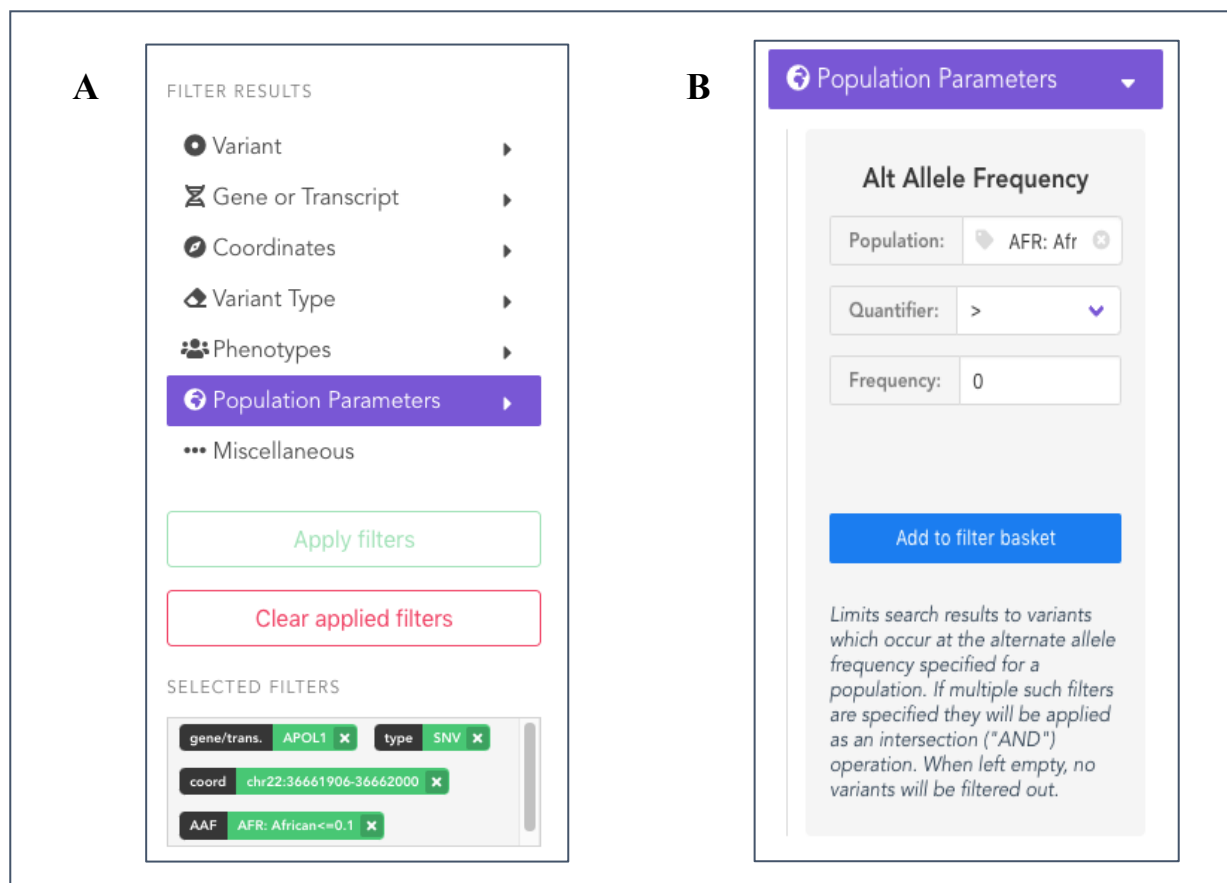 A
FILTER RESULTS
Variant
Gene or Transcript
Coordinates
Variant Type
Phenotypes
Population Parameters
Miscellaneous
Apply filters
Clear applied filters
SELECTED FILTERS
gene/trans. APOL1 type SNV
coord chr22:36661906-36662000
AAF AFR: African<=0.1
B
Population Parameters
Alt Allele Frequency
Population: AFR: Afr
Quantifier: >
Frequency: 0
Add to filter basket
Limits search results to variants
which occur at the alternate allele
frequency specified for a
population. If multiple such filters
are specified they will be applied
as an intersection ("AND")
operation. When left empty, no
variants will be filtered out.